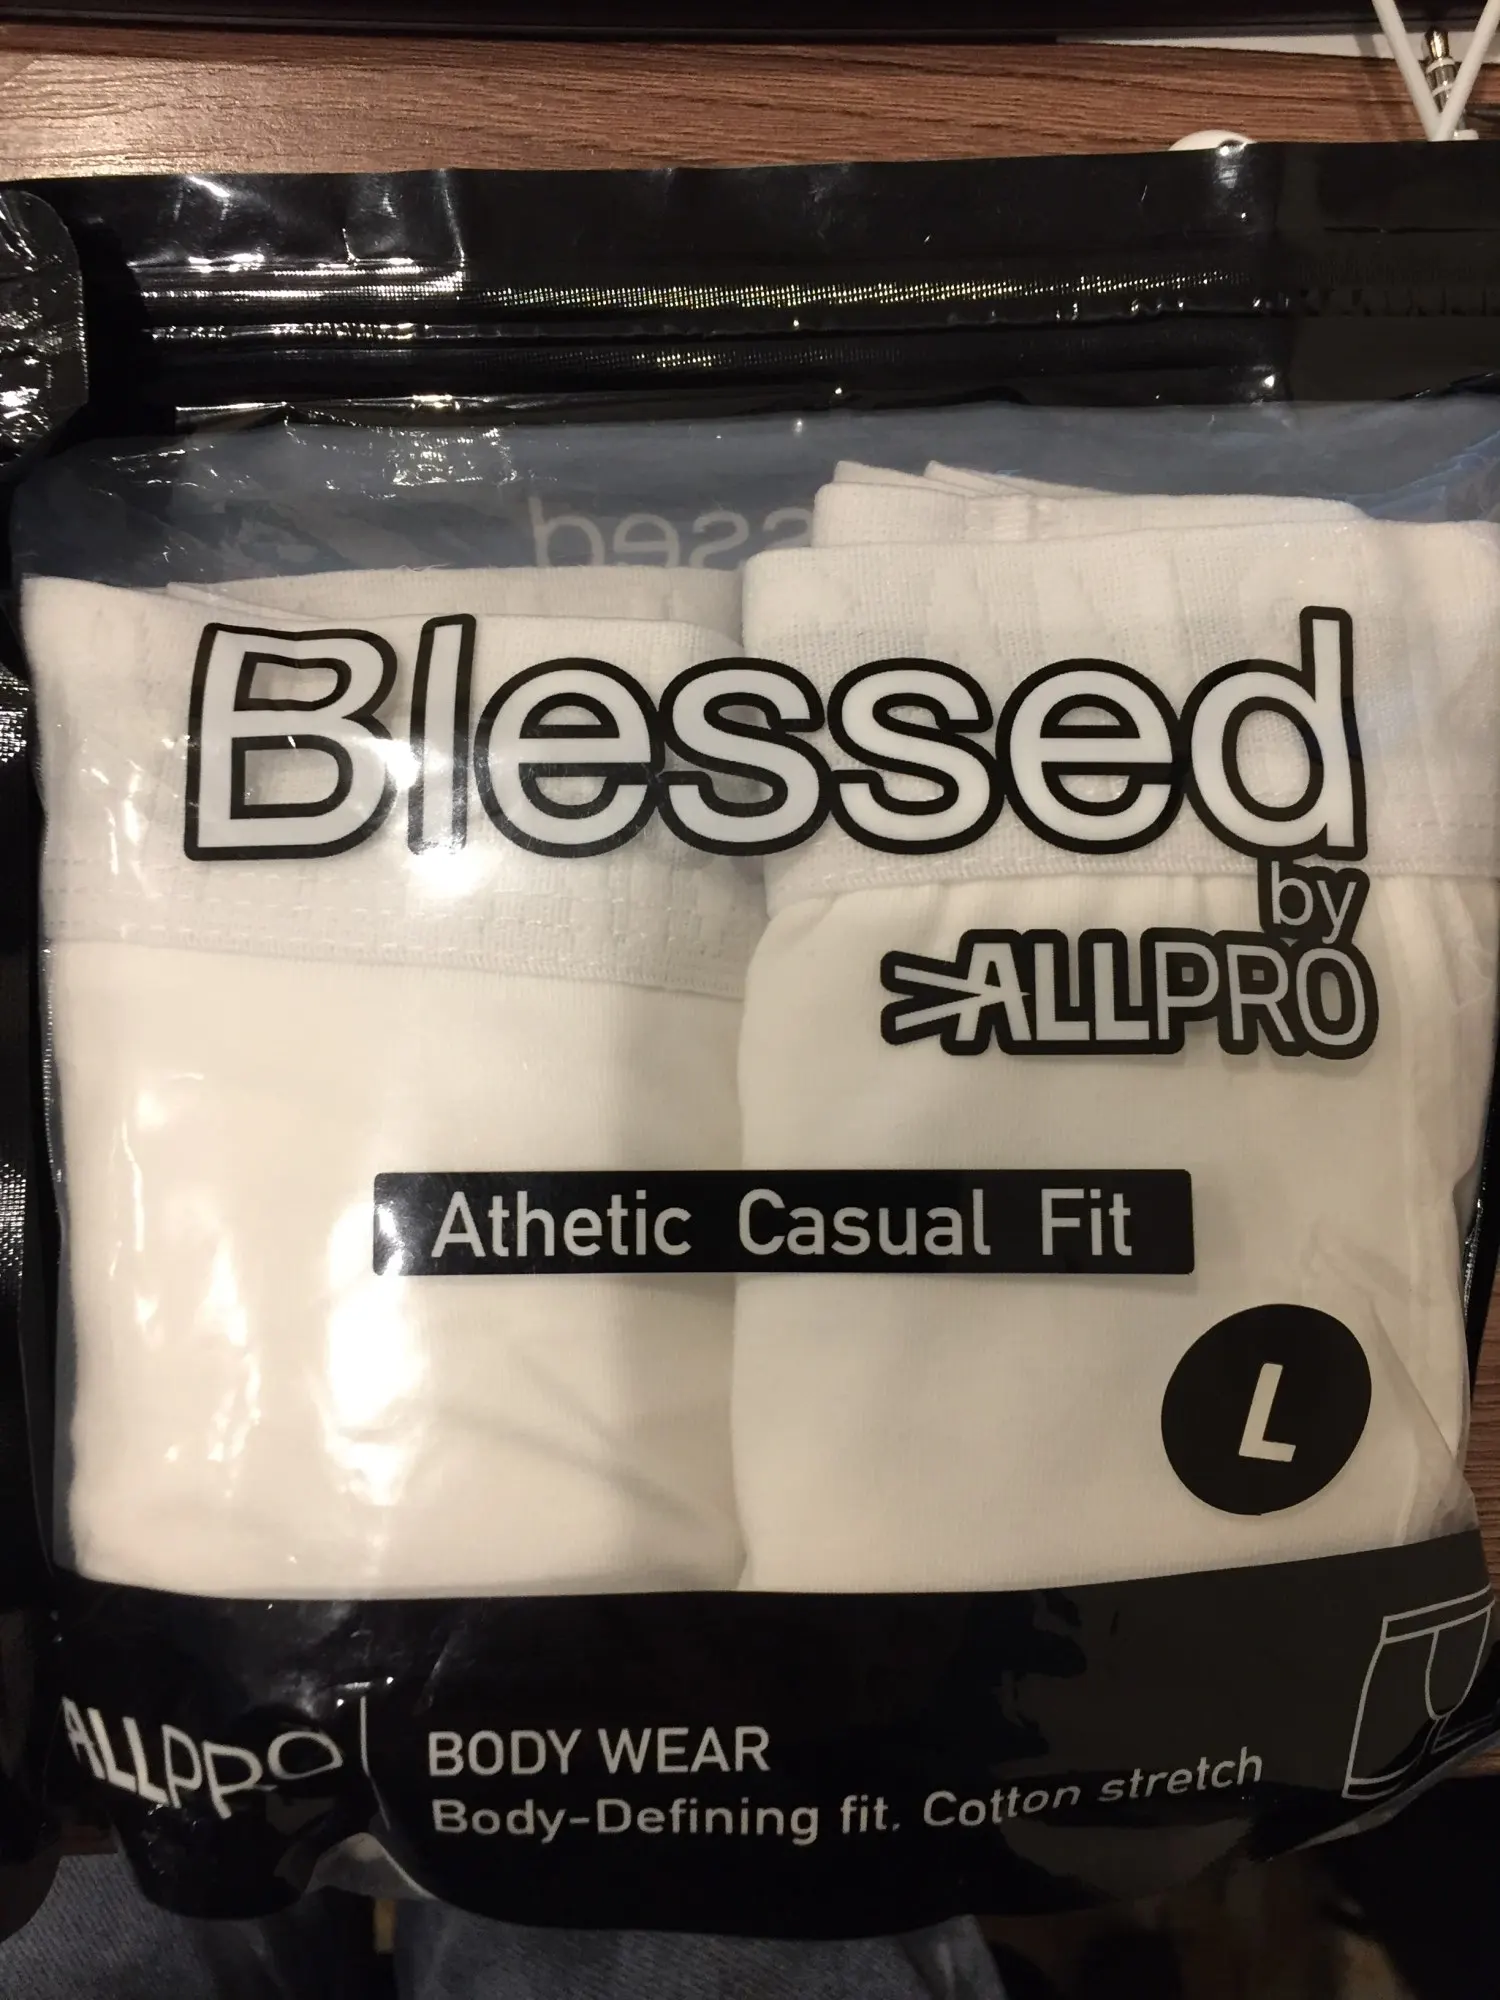 Blessed
by
ALLPRO
Athetic Casual Fit
L
ALLPRO
BODY WEAR
Body-Defining fit. Cotton stretch